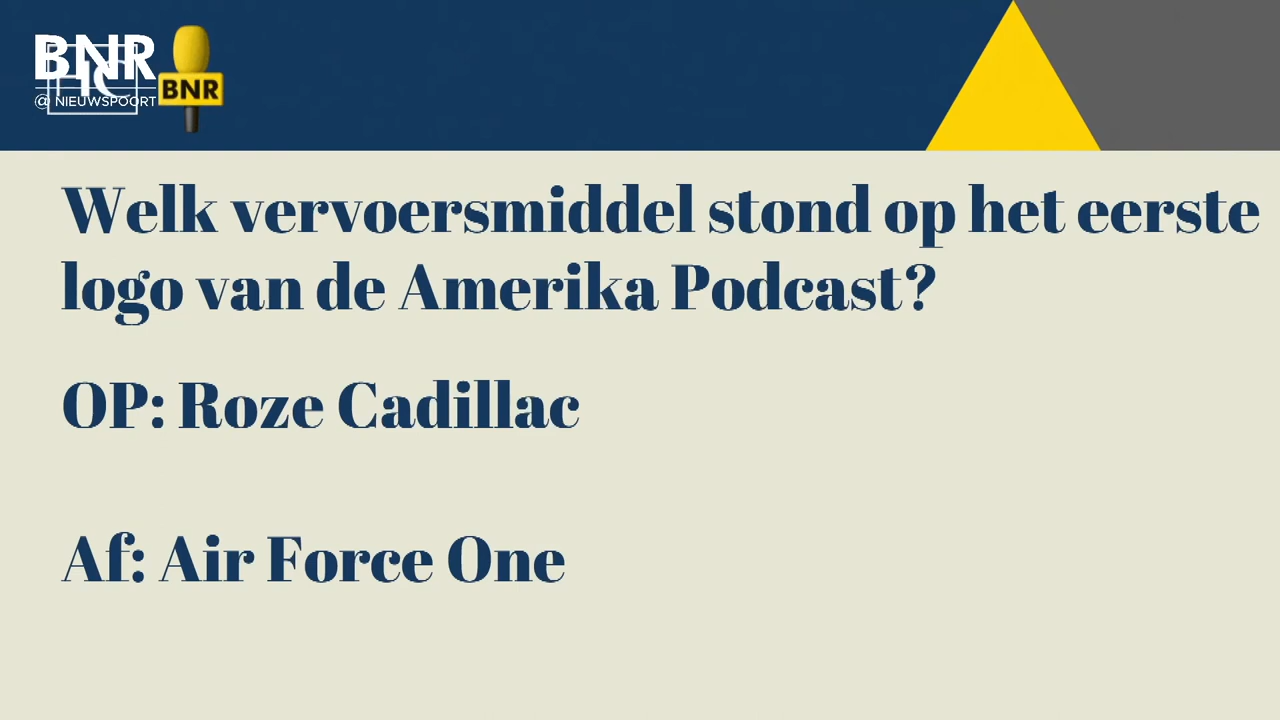 BNR
@ NIEUWSPOORT
BNR
Welk vervoersmiddel stond op het eerste
logo van de Amerika Podcast?
OP: Roze Cadillac
Af: Air Force One